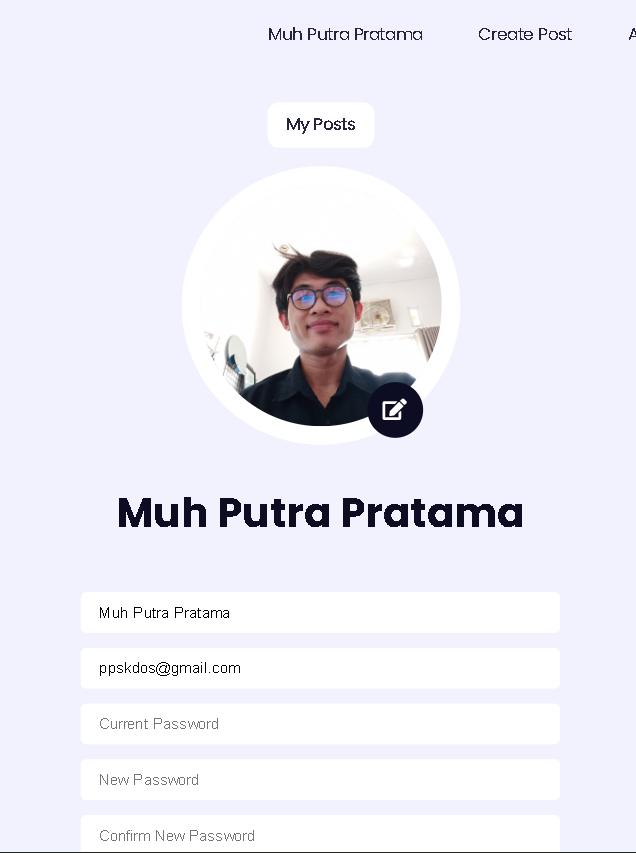 Muh Putra Pratama Create Post A
My Posts
Muh Putra Pratama
Muh Putra Pratama
ppskdos@gmail.com
Current Password
New Password
Confirm New Password